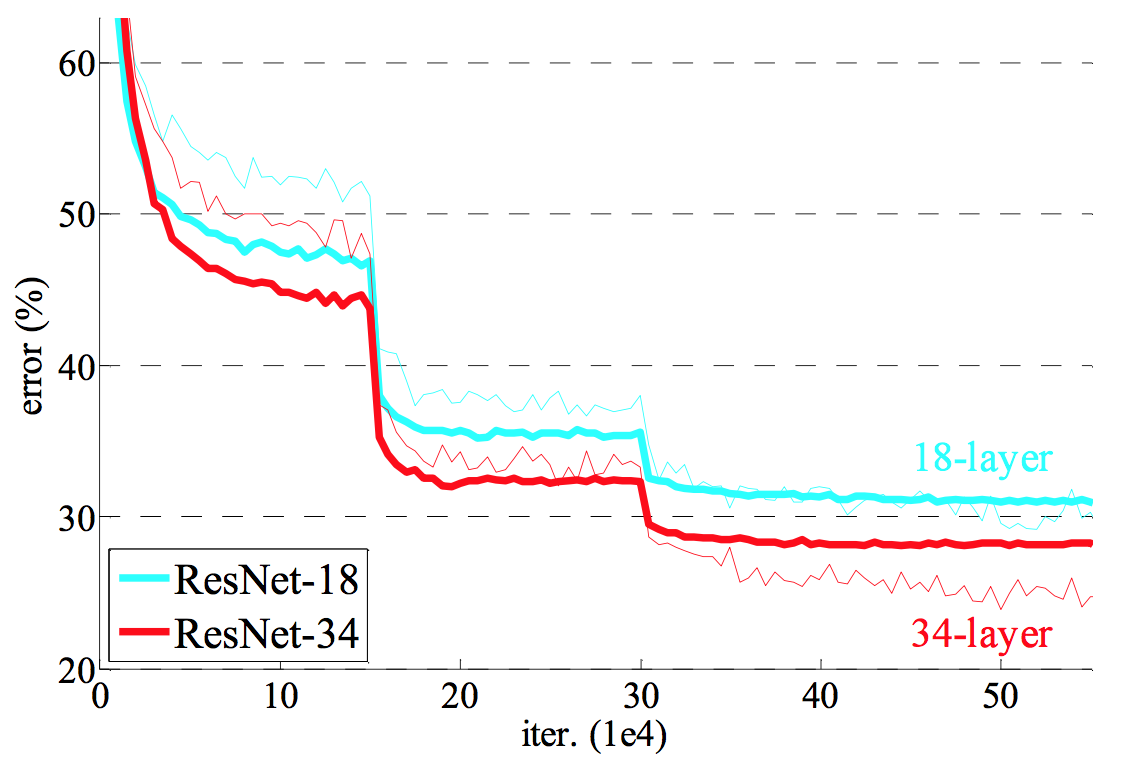 60
50
40
30
20
error (%)
18-layer
34-layer
ResNet-18
ResNet-34
0 10 20 30 40 50
iter. (1e4)